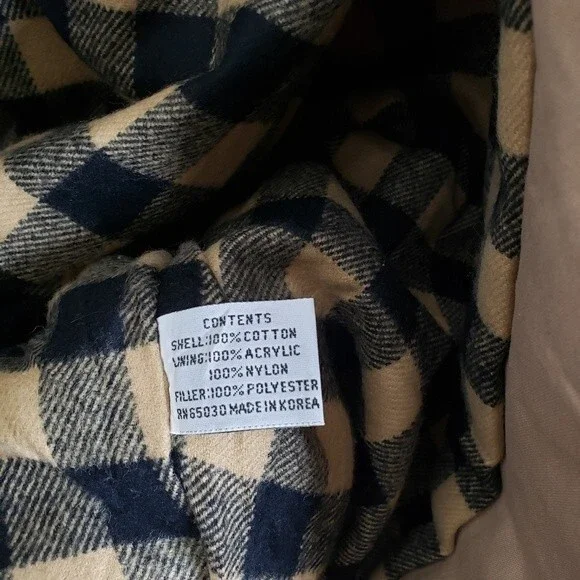 CONTENTS
SHELL:100% COTTON
LINING:100% ACRYLIC
100% NYLON
FILLER:100% POLYESTER
RN65030 MADE IN KOREA